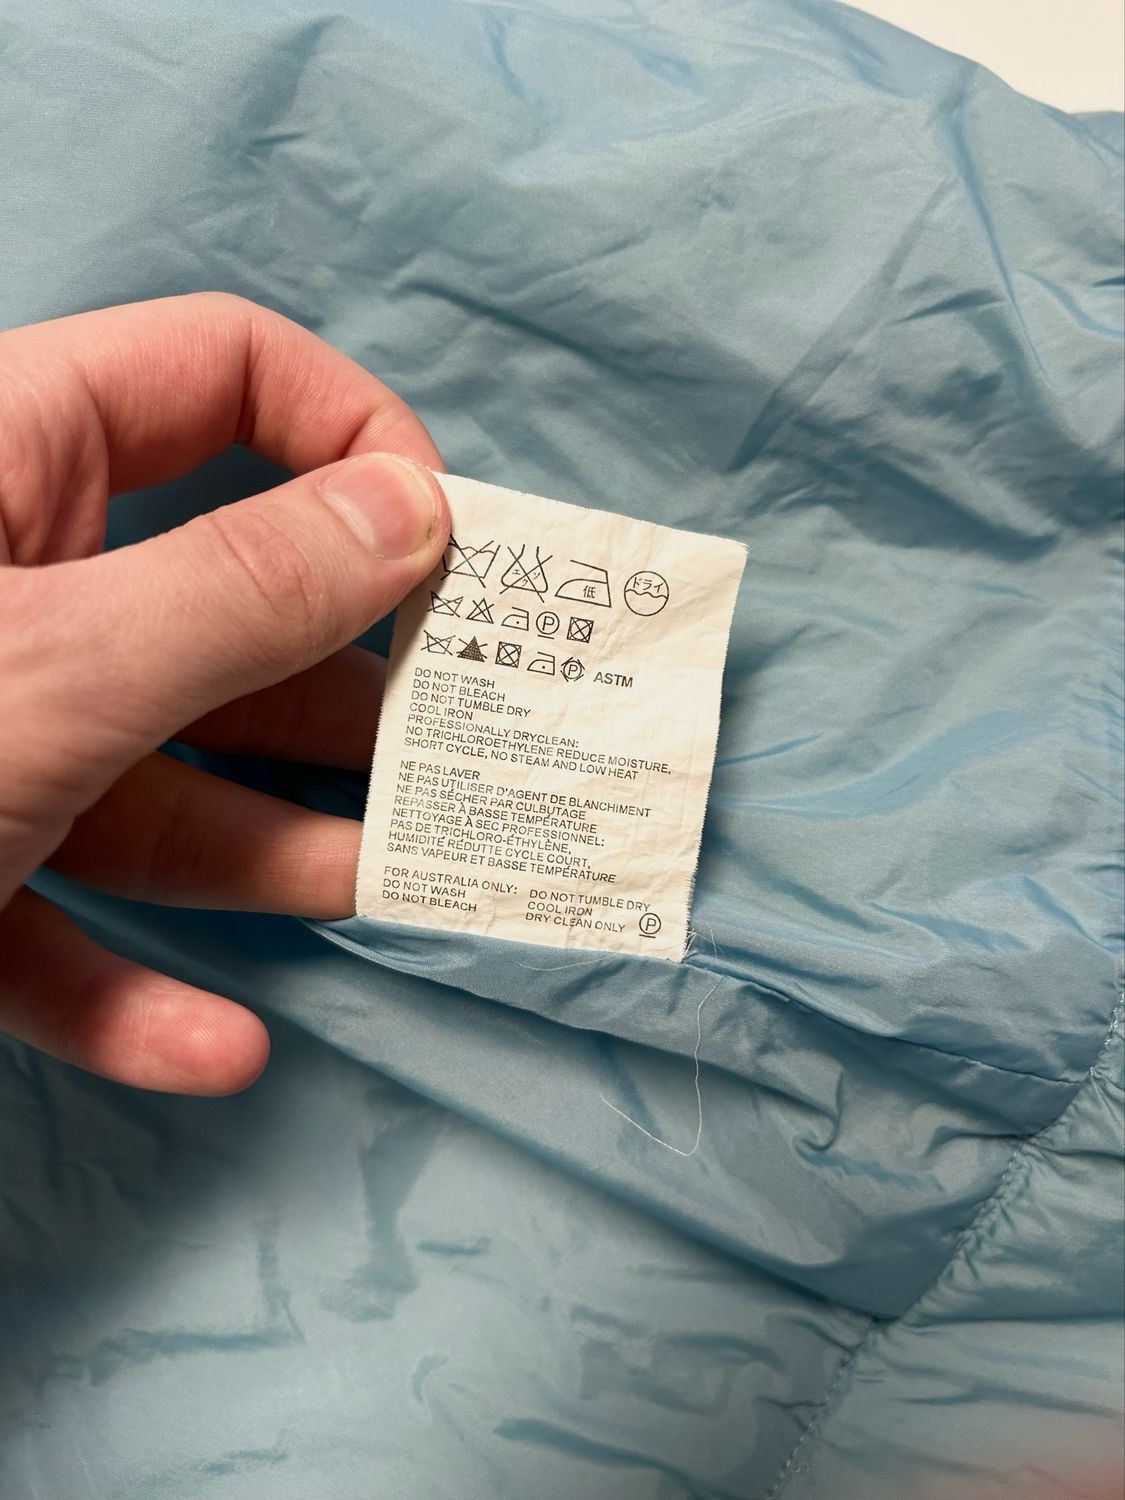 エンソ
ク
低
ドライ
P
P ASTM
DO NOT WASH
DO NOT BLEACH
DO NOT TUMBLE DRY
COOL IRON
PROFESSIONALLY DRYCLEAN:
NO TRICHLOROETHYLENE REDUCE MOISTURE,
SHORT CYCLE, NO STEAM AND LOW HEAT
NE PAS LAVER
NE PAS UTILISER D'AGENT DE BLANCHIMENT
NE PAS SÉCHER PAR CULBUTAGE
REPASSER À BASSE TEMPÉRATURE
NETTOYAGE À SEC PROFESSIONNEL:
PAS DE TRICHLORO-ÉTHYLÈNE,
HUMIDITÉ RÉDUTTE CYCLE COURT,
SANS VAPEUR ET BASSE TEMPÉRATURE
FOR AUSTRALIA ONLY:
DO NOT WASH
DO NOT BLEACH
DO NOT TUMBLE DRY
COOL IRON
DRY CLEAN ONLY P